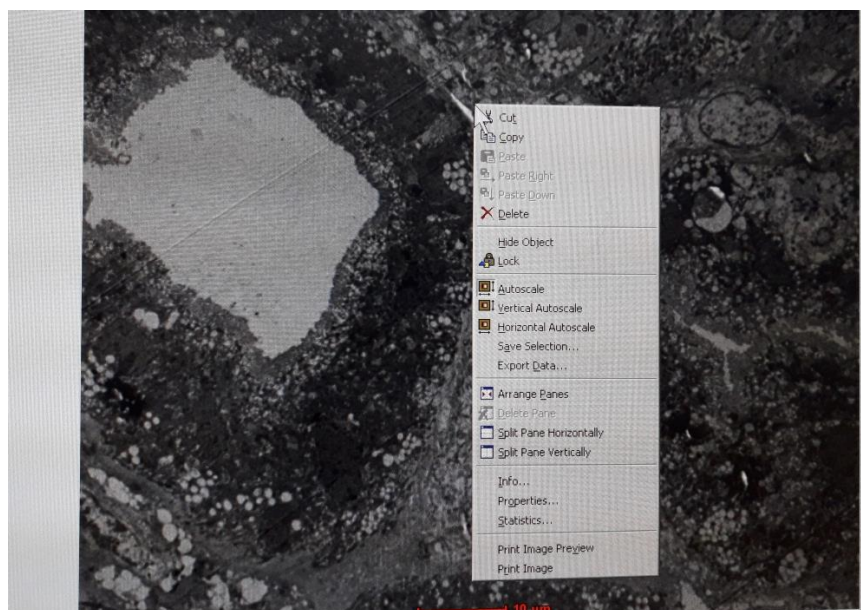 Cut
Copy
Paste
Paste Right
Paste Down
Delete
Hide Object
Lock
Autoscale
Vertical Autoscale
Horizontal Autoscale
Save Selection...
Export Data...
Arrange Panes
Delete Pane
Split Pane Horizontally
Split Pane Vertically
Info...
Properties...
Statistics...
Print Image Preview
Print Image
10 µm